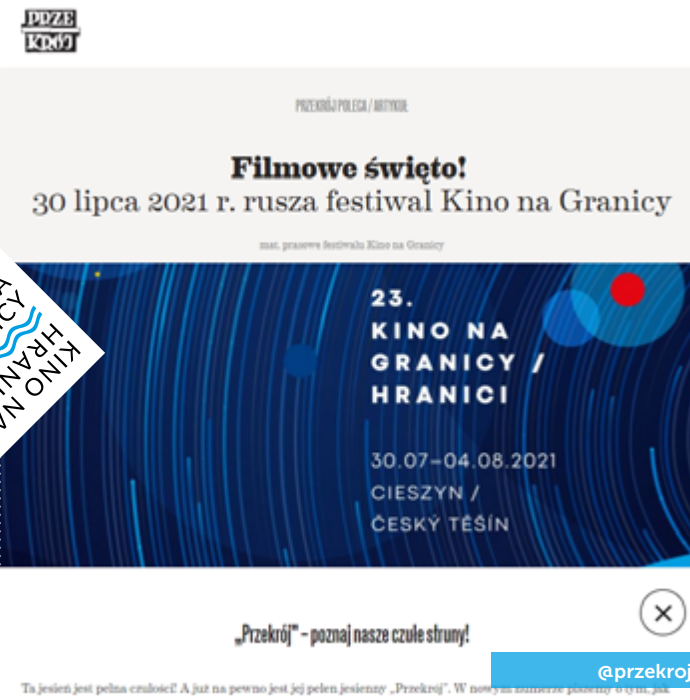 PRZE
KRÓJ
PRZEKRÓJ POLECA / ARTYKUŁ
Filmowe święto!
30 lipca 2021 r. rusza festiwal Kino na Granicy
mat. prasowe festiwalu Kino na Granicy
23.
KINO NA
GRANICY /
HRANICI
30.07–04.08.2021
CIESZYN /
ČESKÝ TĚŠÍN
KINO NA
HRANI
CY
A
„Przekrój” – poznaj nasze czułe struny!
@przekroj
Ta jesień jest pełna czułości! A już na pewno jest jej pełen jesienny „Przekrój”. W nowym numerze piszemy o tym, jak